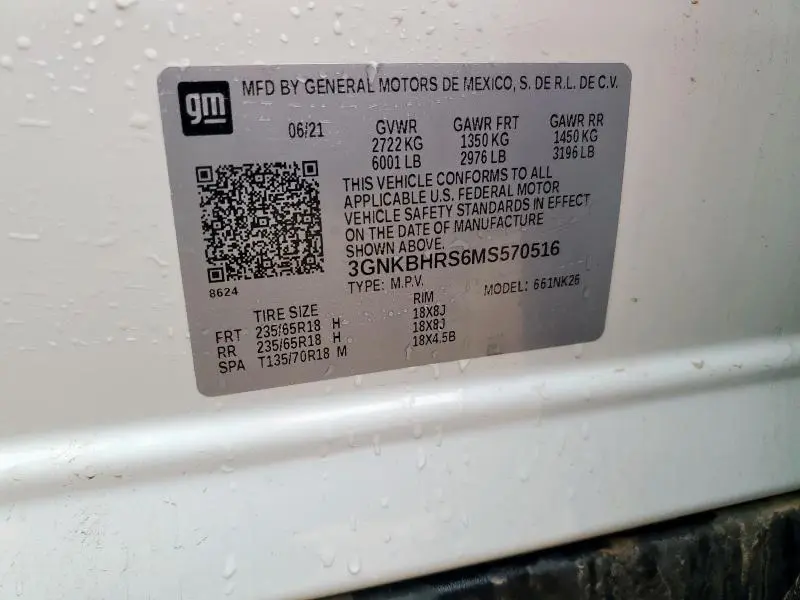 gm
MFD BY GENERAL MOTORS DE MEXICO, S. DE R.L. DE C.V.
06/21 GVWR GAWR FRT GAWR RR
2722 KG 1350 KG 1450 KG
6001 LB 2976 LB 3196 LB
THIS VEHICLE CONFORMS TO ALL
APPLICABLE U.S. FEDERAL MOTOR
VEHICLE SAFETY STANDARDS IN EFFECT
ON THE DATE OF MANUFACTURE
SHOWN ABOVE.
3GNKBHRS6MS570516
8624
TYPE: M.P.V. MODEL: 661NK26
TIRE SIZE RIM
FRT 235/65R18 H 18X8J
RR 235/65R18 H 18X8J
SPA T135/70R18 M 18X4.5B